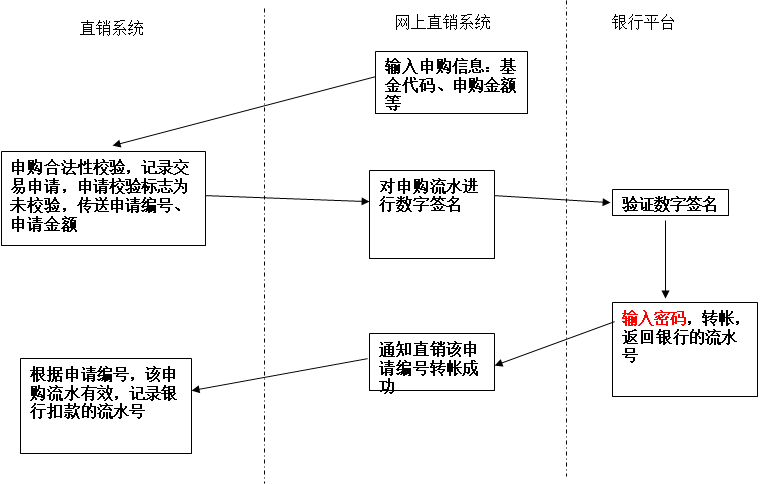 直销系统
网上直销系统
银行平台
输入申购信息：基
金代码、申购金额
等
申购合法性校验，记录交
易申请，申请校验标志为
未校验，传送申请编号、
申请金额
对申购流水进
行数字签名
验证数字签名
输入密码，转帐，
返回银行的流水
号
通知直销该申
请编号转帐成
功
根据申请编号，该申
购流水有效，记录银
行扣款的流水号